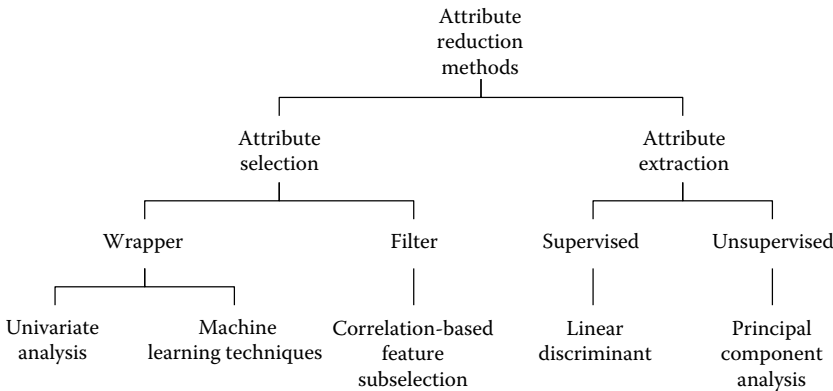 Attribute
reduction
methods
Attribute
selection
Attribute
extraction
Wrapper
Filter
Supervised
Unsupervised
Univariate
analysis
Machine
learning techniques
Correlation-based
feature
subselection
Linear
discriminant
Principal
component
analysis